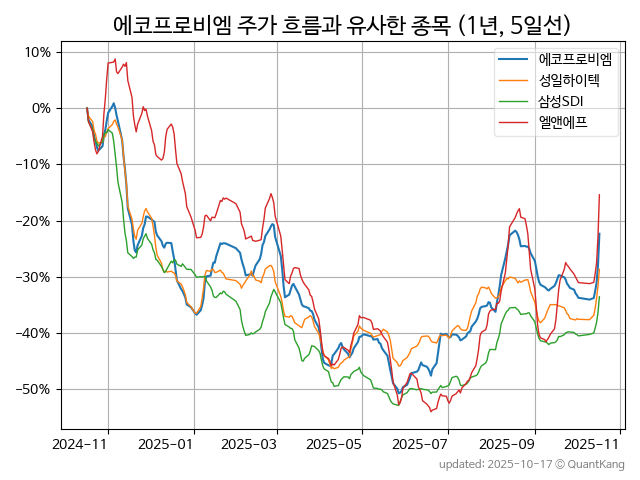 에코프로비엠 주가 흐름과 유사한 종목 (1년, 5일선)
에코프로비엠
성일하이텍
삼성SDI
엘앤에프
10%
0%
−10%
−20%
−30%
−40%
−50%
2024-11
2025-01
2025-03
2025-05
2025-07
2025-09
2025-11
updated: 2025-10-17 © QuantKang